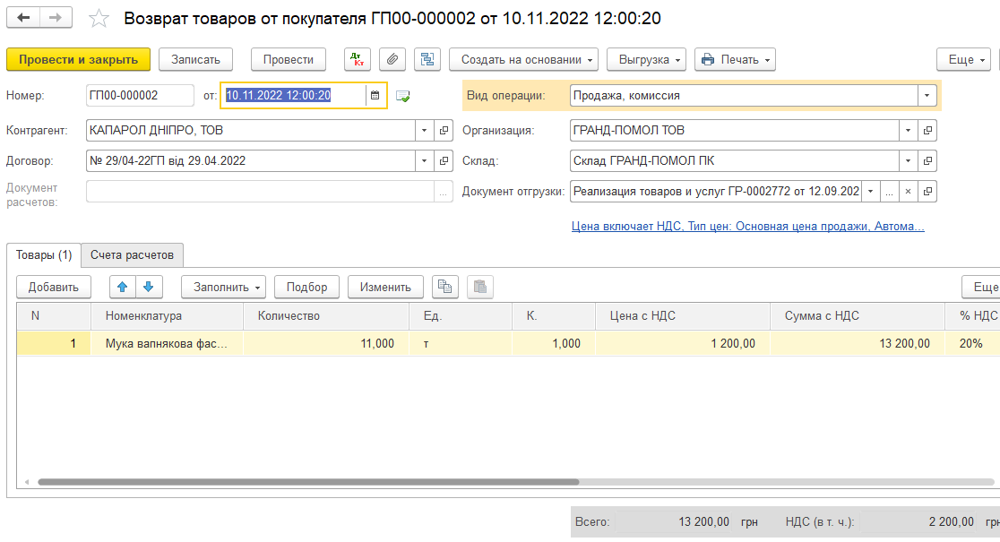 Возврат товаров от покупателя ГП00-000002 от 10.11.2022 12:00:20
Провести и закрыть Записать Провести Дт Кт Создать на основании Выгрузка Печать Еще
Номер: ГП00-000002 от: 10.11.2022 12:00:20 Вид операции: Продажа, комиссия
Контрагент: КАПАРОЛ ДНІПРО, ТОВ Организация: ГРАНД-ПОМОЛ ТОВ
Договор: № 29/04-22ГП від 29.04.2022 Склад: Склад ГРАНД-ПОМОЛ ПК
Документ расчетов: ... Документ отгрузки: Реализация товаров и услуг ГР-0002772 от 12.09.202 ... ×
Цена включает НДС, Тип цен: Основная цена продажи, Автома...
Товары (1) Счета расчетов
Добавить Заполнить Подбор Изменить Еще
N Номенклатура Количество Ед. К. Цена с НДС Сумма с НДС % НДС
1 Мука вапнякова фас... 11,000 т 1,000 1 200,00 13 200,00 20%
Всего: 13 200,00 грн НДС (в т. ч.): 2 200,00 грн